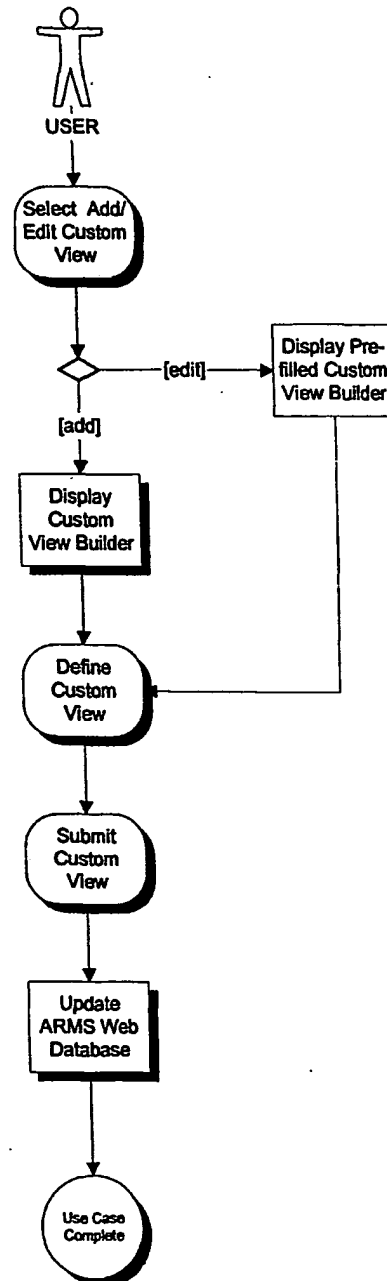 USER
Select Add/
Edit Custom
View
[edit]
Display Pre-
filled Custom
View Builder
[add]
Display
Custom
View Builder
Define
Custom
View
Submit
Custom
View
Update
ARMS Web
Database
Use Case
Complete